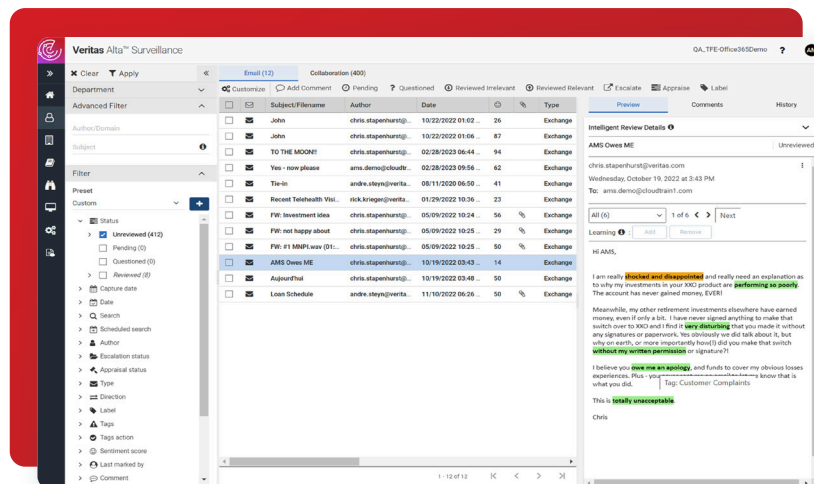 Veritas Alta™ Surveillance
QA_TFE-Office365Demo ? AM
Clear Apply «
Department
Advanced Filter
Author/Domain
Subject
Filter
Preset
Custom
Status
Unreviewed (412)
Pending (0)
Questioned (0)
Reviewed (8)
Capture date
Date
Search
Scheduled search
Author
Escalation status
Appraisal status
Type
Direction
Label
Tags
Tags action
Sentiment score
Last marked by
Comment
Email (12) Collaboration (400)
Customize Add Comment Pending ? Questioned Reviewed Irrelevant Reviewed Relevant Escalate Appraise Label
Subject/Filename Author Date Type
John chris.stapenhurst@... 10/22/2022 01:02 ... 26 Exchange
John chris.stapenhurst@... 10/22/2022 01:06 ... 87 Exchange
TO THE MOON!! chris.stapenhurst@... 02/28/2023 06:44 ... 94 Exchange
Yes - now please ams.demo@cloudtr... 02/28/2023 09:56 ... 62 Exchange
Tie-in andre.steyn@verita... 08/11/2020 06:50 ... 41 Exchange
Recent Telehealth Visi... rick.krieger@verita... 01/29/2022 10:36 ... 23 Exchange
FW: Investment idea chris.stapenhurst@... 05/09/2022 10:24 ... 56 Exchange
FW: not happy about chris.stapenhurst@... 05/09/2022 10:25 ... 29 Exchange
FW: #1 MNPI.wav (01:... chris.stapenhurst@... 05/09/2022 10:25 ... 50 Exchange
AMS Owes ME chris.stapenhurst@... 10/19/2022 03:43 ... 14 Exchange
Aujourd'hui chris.stapenhurst@... 10/19/2022 03:48 ... 50 Exchange
Loan Schedule andre.steyn@verita... 11/10/2022 06:26 ... 50 Exchange
1 - 12 of 12
Preview Comments History
Intelligent Review Details
AMS Owes ME Unreviewed
chris.stapenhurst@veritas.com
Wednesday, October 19, 2022 at 3:43 PM
To: ams.demo@cloudtrain1.com
All (6) 1 of 6 Next
Learning : Add Remove
Hi AMS,
I am really shocked and disappointed and really need an explanation as
to why my investments in your XXO product are performing so poorly.
The account has never gained money, EVER!
Meanwhile, my other retirement investments elsewhere have earned
money, even if only a bit. I have never signed anything to make that
switch over to XXO and I find it very disturbing that you made it without
any signatures or paperwork. Yes obviously we did talk about it, but
why on earth, or more importantly how(!) did you make that switch
without my written permission or signature?!
I believe you owe me an apology, and funds to cover my obvious losses
experiences. Plus - you know that is
what you did.
Tag: Customer Complaints
This is totally unacceptable.
Chris